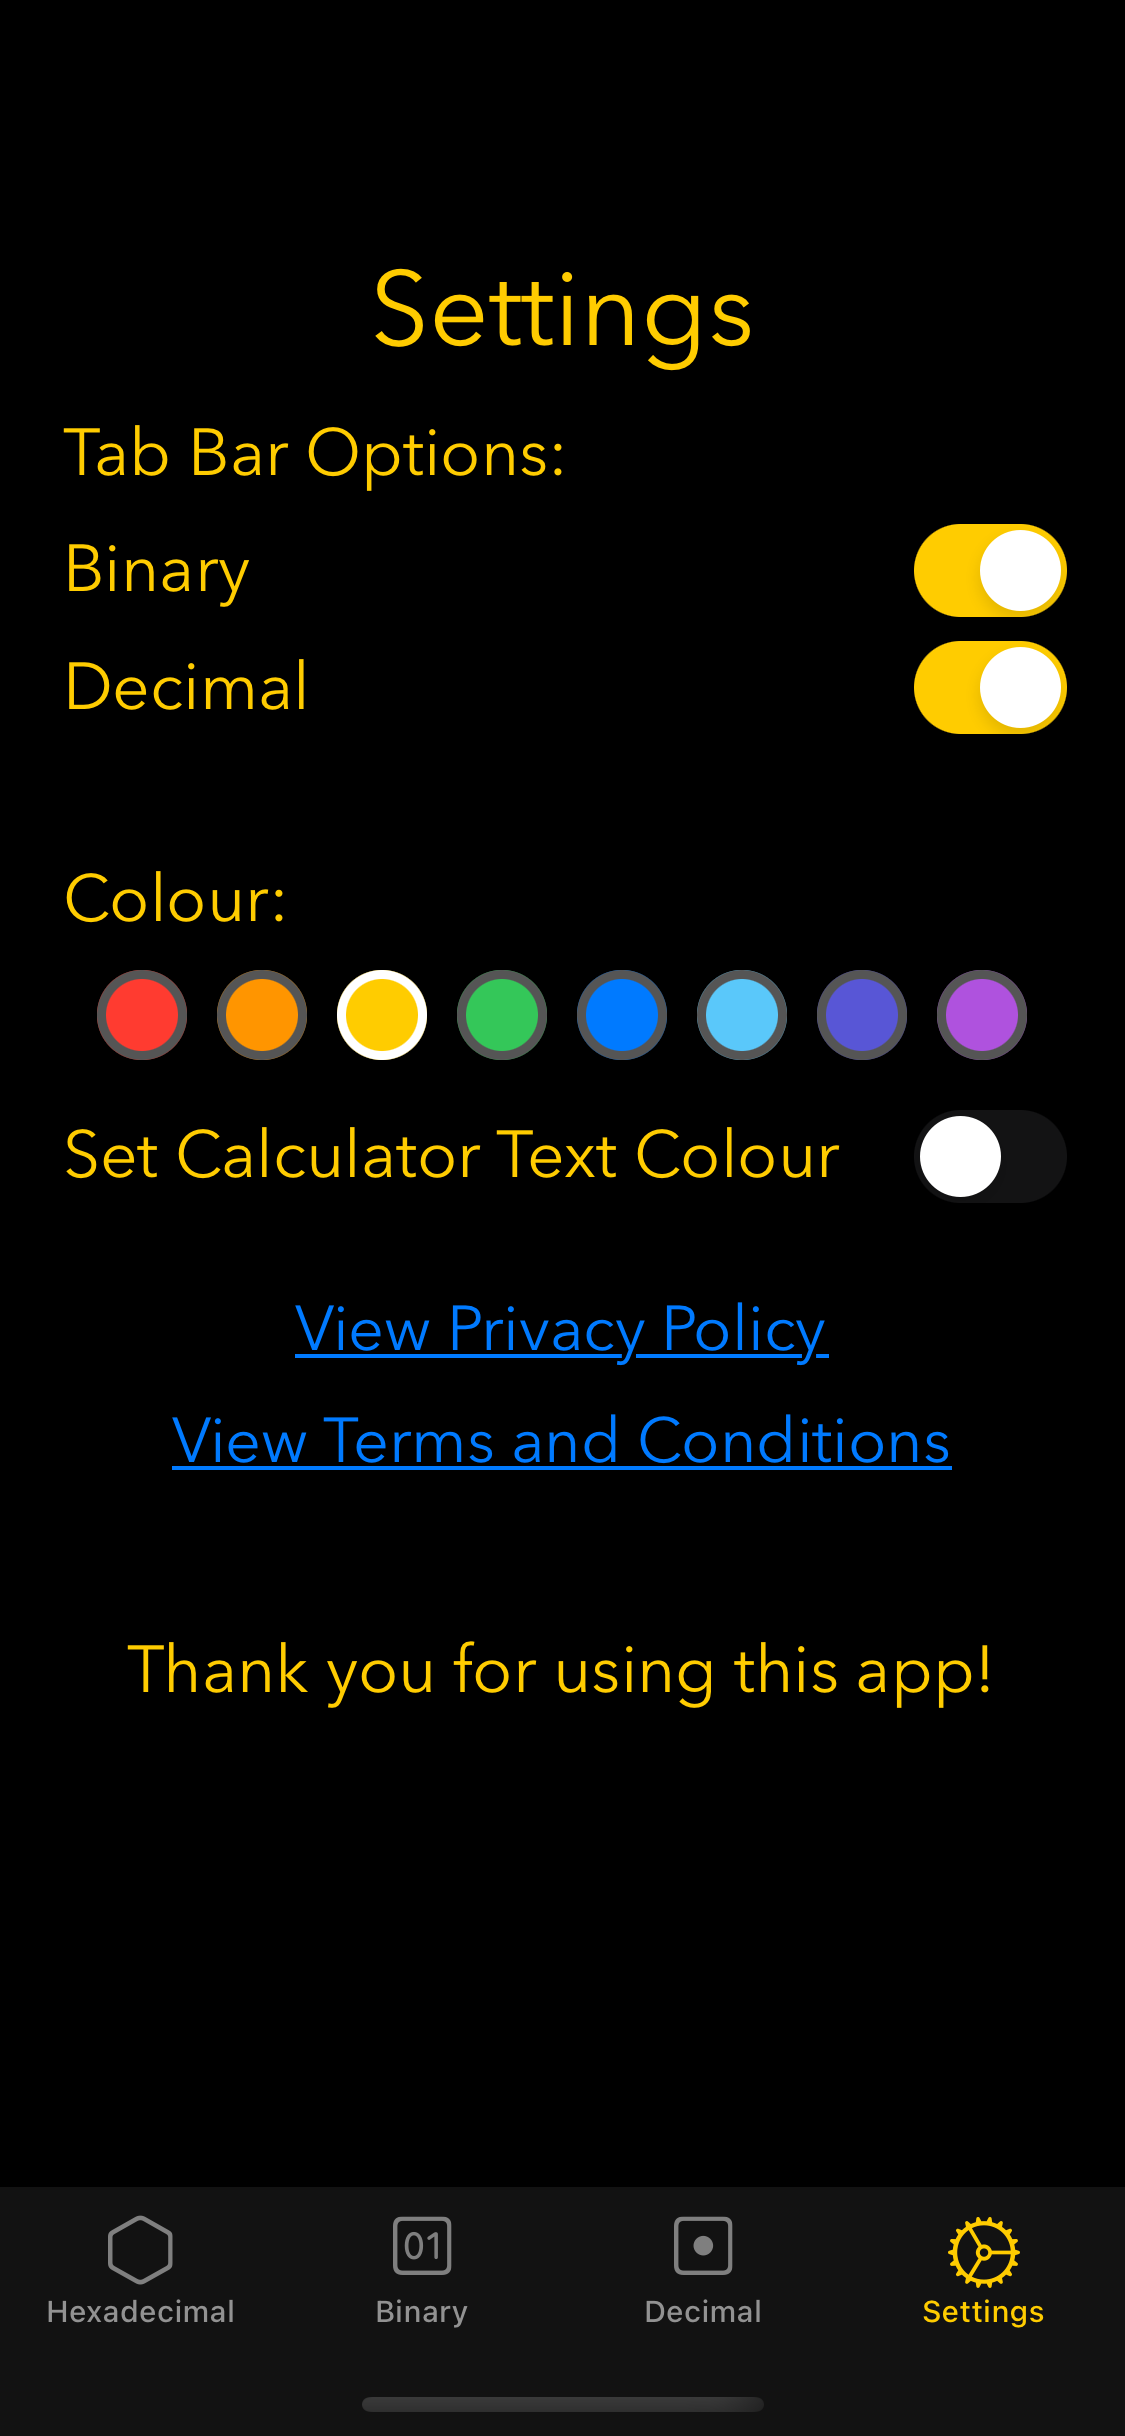 Settings
Tab Bar Options:
Binary
Decimal
Colour:
Set Calculator Text Colour
View Privacy Policy
View Terms and Conditions
Thank you for using this app!
01
Hexadecimal
Binary
Decimal
Settings